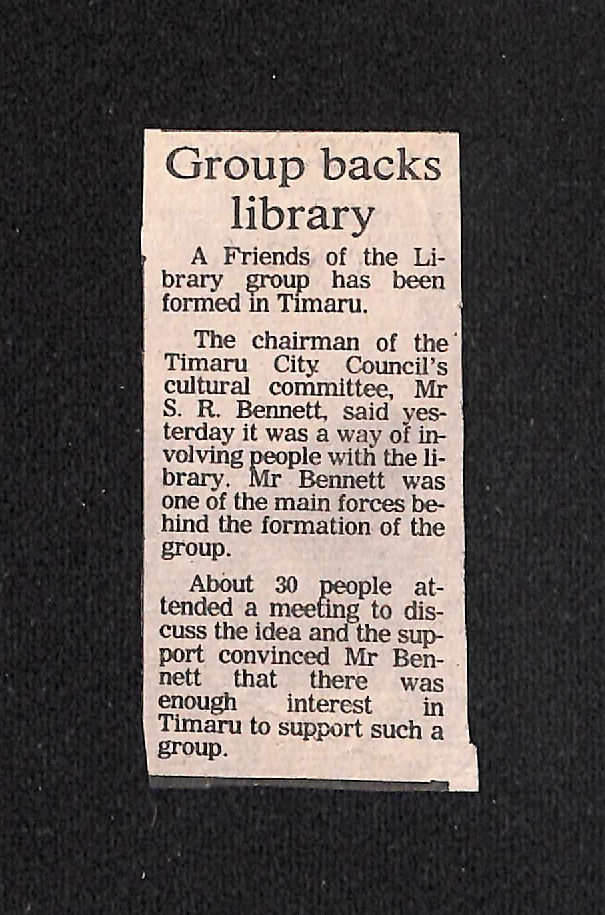 Group backs
library
A Friends of the Li-
brary group has been
formed in Timaru.
The chairman of the
Timaru City Council's
cultural committee, Mr
S. R. Bennett, said yes-
terday it was a way of in-
volving people with the li-
brary. Mr Bennett was
one of the main forces be-
hind the formation of the
group.
About 30 people at-
tended a meeting to dis-
cuss the idea and the sup-
port convinced Mr Ben-
nett that there was
enough interest in
Timaru to support such a
group.